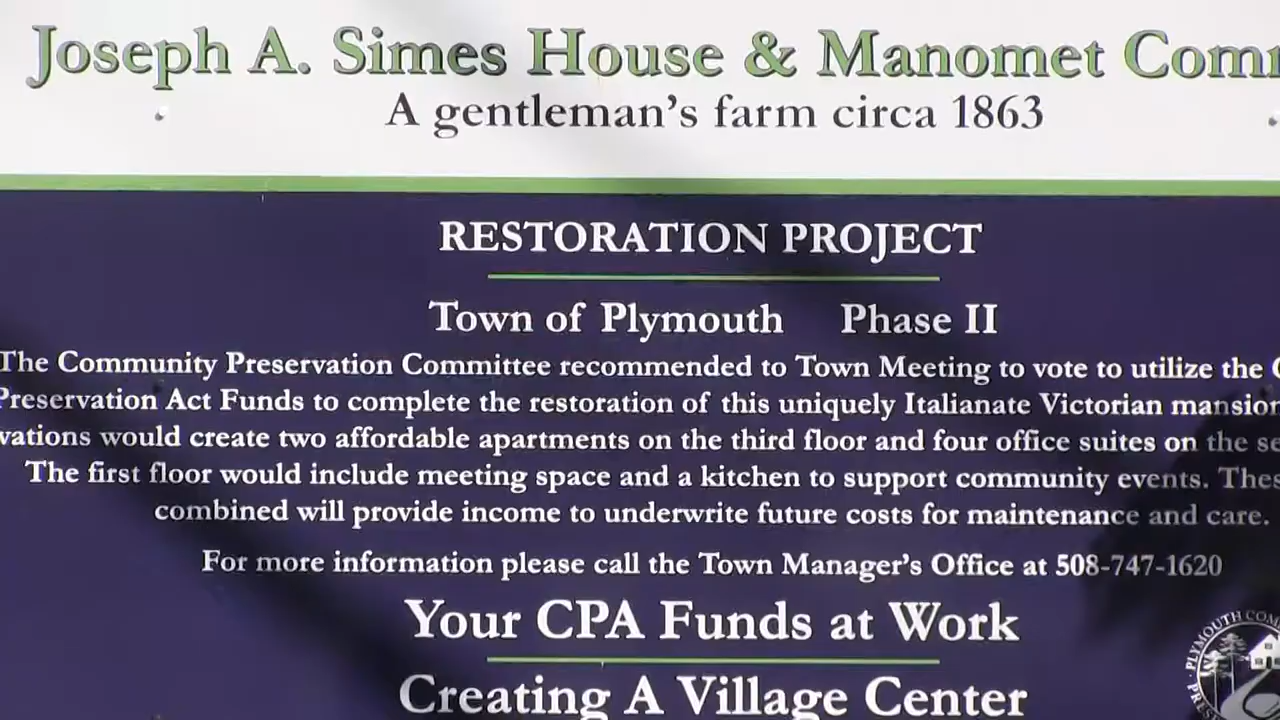 Joseph A. Simes House & Manomet Com
A gentleman's farm circa 1863
RESTORATION PROJECT
Town of Plymouth Phase II
The Community Preservation Committee recommended to Town Meeting to vote to utilize the
Preservation Act Funds to complete the restoration of this uniquely Italianate Victorian mansion
vations would create two affordable apartments on the third floor and four office suites on the se
The first floor would include meeting space and a kitchen to support community events. Thes
combined will provide income to underwrite future costs for maintenance and care.
For more information please call the Town Manager's Office at 508-747-1620
Your CPA Funds at Work
Creating A Village Center
PLYMOUTH COM